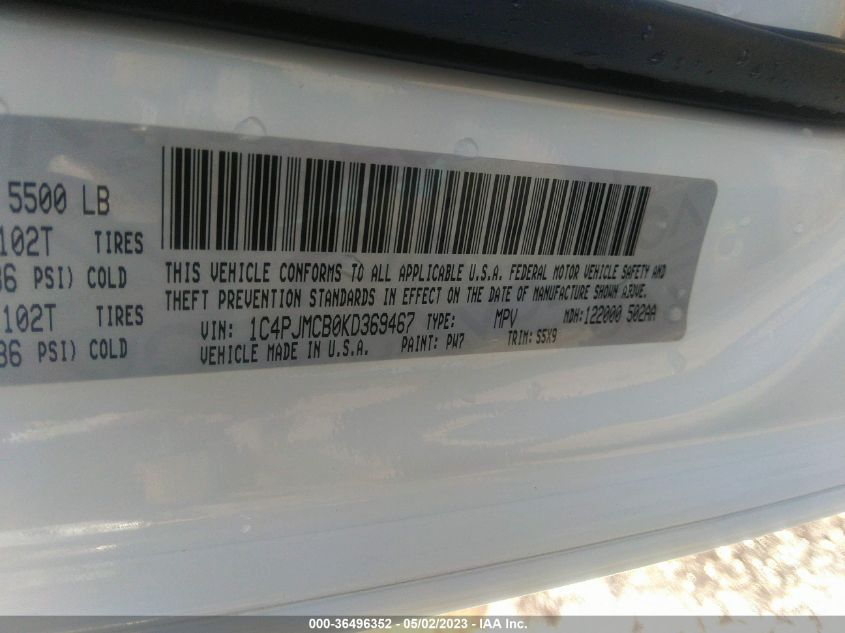 5500 LB
102T TIRES
36 PSI) COLD
102T TIRES
36 PSI) COLD
THIS VEHICLE CONFORMS TO ALL APPLICABLE U.S.A. FEDERAL MOTOR VEHICLE SAFETY AND
THEFT PREVENTION STANDARDS IN EFFECT ON THE DATE OF MANUFACTURE SHOWN ABOVE.
VIN: 1C4PJMCB0KD369467 TYPE: MPV MDH:122000 502AA
VEHICLE MADE IN U.S.A. PAINT: PW7 TRIM: S5X9
000-36496352 / 05/02/2023 - IAA Inc.